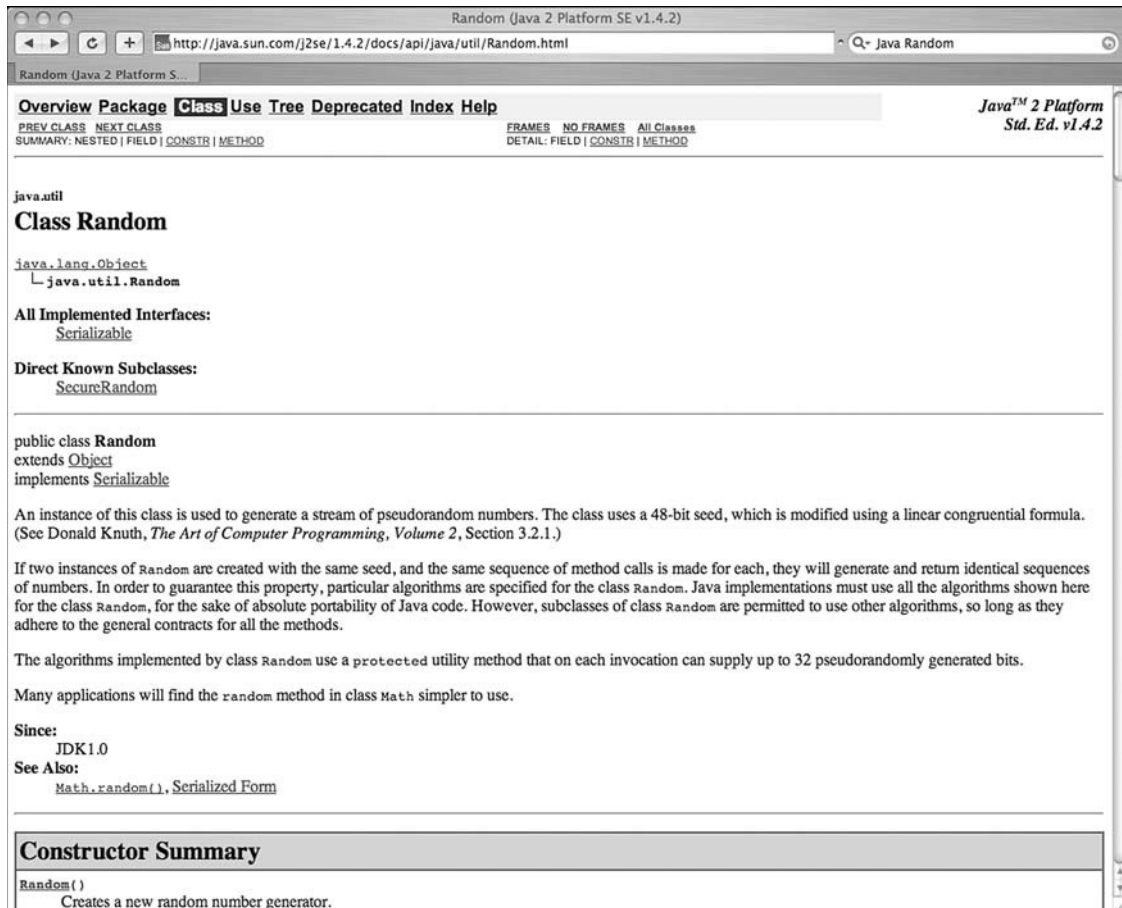 Random (Java 2 Platform SE v1.4.2)
http://java.sun.com/j2se/1.4.2/docs/api/java/util/Random.html
Java Random
Random (Java 2 Platform S...
Overview Package Class Use Tree Deprecated Index Help
Java™ 2 Platform
Std. Ed. v1.4.2
PREV CLASS NEXT CLASS
FRAMES NO FRAMES All Classes
SUMMARY: NESTED | FIELD | CONSTR | METHOD
DETAIL: FIELD | CONSTR | METHOD
java.util
Class Random
java.lang.Object
java.util.Random
All Implemented Interfaces:
Serializable
Direct Known Subclasses:
SecureRandom
public class Random
extends Object
implements Serializable
An instance of this class is used to generate a stream of pseudorandom numbers. The class uses a 48-bit seed, which is modified using a linear congruential formula.
(See Donald Knuth, The Art of Computer Programming, Volume 2, Section 3.2.1.)
If two instances of Random are created with the same seed, and the same sequence of method calls is made for each, they will generate and return identical sequences
of numbers. In order to guarantee this property, particular algorithms are specified for the class Random. Java implementations must use all the algorithms shown here
for the class Random, for the sake of absolute portability of Java code. However, subclasses of class Random are permitted to use other algorithms, so long as they
adhere to the general contracts for all the methods.
The algorithms implemented by class Random use a protected utility method that on each invocation can supply up to 32 pseudorandomly generated bits.
Many applications will find the random method in class Math simpler to use.
Since:
JDK1.0
See Also:
Math.random(), Serialized Form
Constructor Summary
Random()
Creates a new random number generator.